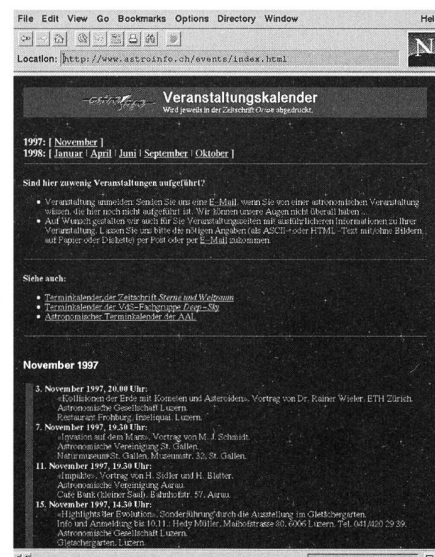 File Edit View Go Bookmarks Options Directory Window Hel
N
Location: http://www.astroinfo.ch/events/index.html
Veranstaltungskalender
Wird jeweils in der Zeitschrift Orion abgedruckt.
1997: [ November ]
1998: [ Januar | April | Juni | September | Oktober ]
Sind hier zuwenig Veranstaltungen aufgeführt?
• Veranstaltung anmelden: Senden Sie uns eine E-Mail, wenn Sie von einer astronomischen Veranstaltung
wissen, die hier noch nicht aufgeführt ist. Wir können unsere Augen nicht überall haben ...
• Auf Wunsch gestalten wir auch für Sie Veranstaltungsseiten mit ausführlicheren Informationen zu Ihrer
Veranstaltung. Lassen Sie uns bitte die nötigen Angaben (als ASCII- oder HTML-Text mit/ohne Bildern,
auf Papier oder Diskette) per Post oder per E-Mail zukommen.
Siehe auch:
• Terminkalender der Zeitschrift Sterne und Weltraum
• Terminkalender der VdS-Fachgruppe Deep-Sky
• Astronomischer Terminkalender der AAL
November 1997
3. November 1997, 20.00 Uhr:
«Kollisionen der Erde mit Kometen und Asteroiden». Vortrag von Dr. Rainer Wieler, ETH Zürich.
Astronomische Gesellschaft Luzern.
Restaurant Frohburg, Inseliquai, Luzern.
7. November 1997, 19.30 Uhr:
«Invasion auf dem Mars». Vortrag von M. J. Schmidt.
Astronomische Vereinigung St. Gallen.
Naturmuseum St. Gallen, Museumstr. 32, St. Gallen.
11. November 1997, 19.30 Uhr:
«Impakte». Vortrag von H. Sidler und H. Blatter.
Astronomische Vereinigung Aarau.
Café Bank (kleiner Saal), Bahnhofstr. 57, Aarau.
15. November 1997, 14.30 Uhr:
«Highlights der Evolution». Sonderführung durch die Ausstellung im Gletschergarten.
Info und Anmeldung bis 10.11.: Hedy Müller, Maihofstrasse 80, 6006 Luzern, Tel. 041/420 29 39.
Astronomische Gesellschaft Luzern.
Gletschergarten, Luzern.